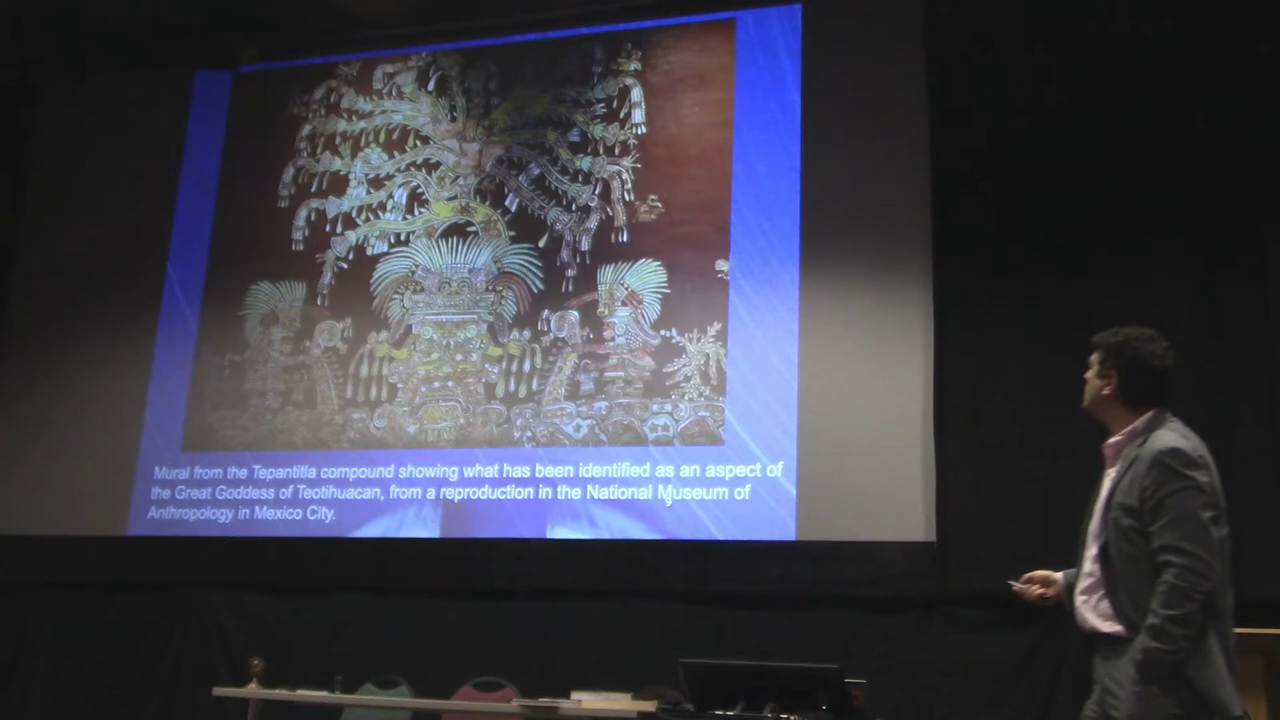 Mural from the Tepantitla compound showing what has been identified as an aspect of
the Great Goddess of Teotihuacan, from a reproduction in the National Museum of
Anthropology in Mexico City.